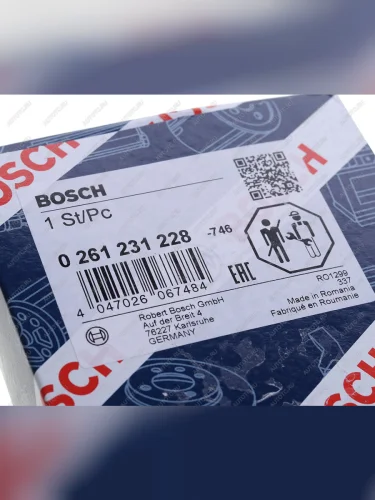 BOSCH
BOSCH
1 St/Pc
0 261 231 228 -746
4 047026 067484
EAC
Robert Bosch GmbH
Auf der Breit 4
76227 Karlsruhe
GERMANY
RO1299
337
Made in Romania
Fabriqué en Roumanie